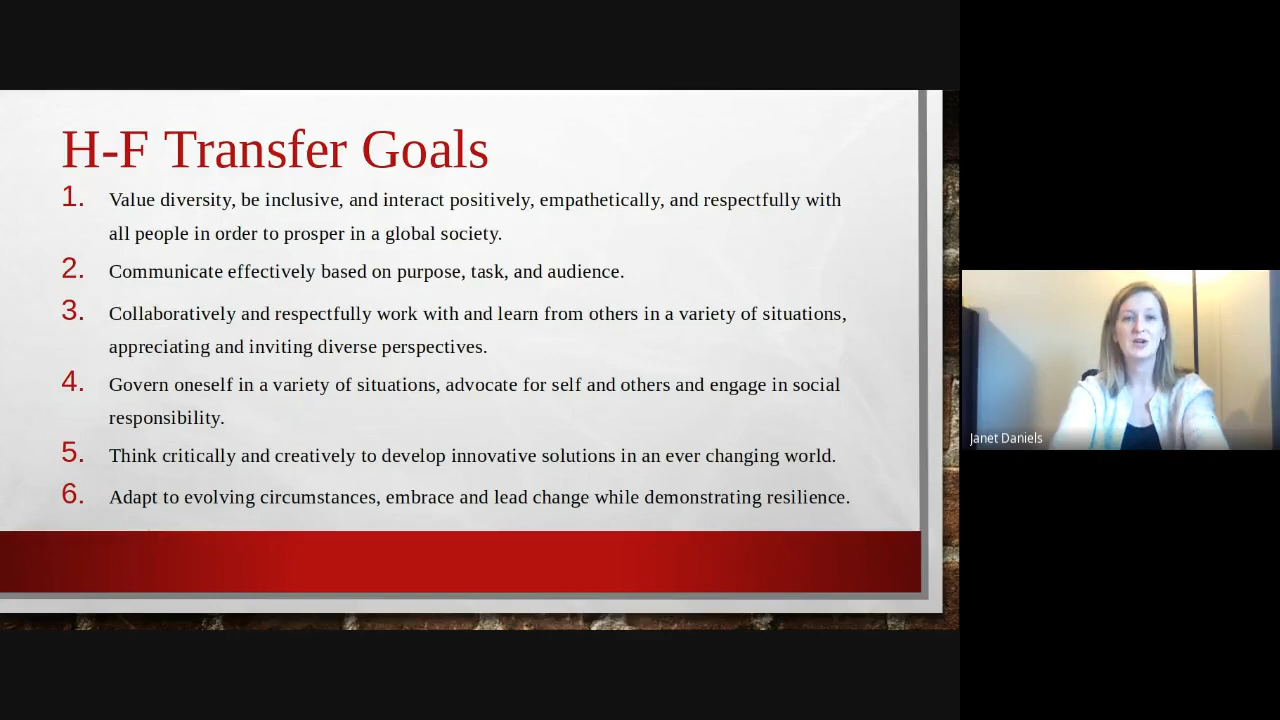 H-F Transfer Goals
1. Value diversity, be inclusive, and interact positively, empathetically, and respectfully with
all people in order to prosper in a global society.
2. Communicate effectively based on purpose, task, and audience.
3. Collaboratively and respectfully work with and learn from others in a variety of situations,
appreciating and inviting diverse perspectives.
4. Govern oneself in a variety of situations, advocate for self and others and engage in social
responsibility.
5. Think critically and creatively to develop innovative solutions in an ever changing world.
6. Adapt to evolving circumstances, embrace and lead change while demonstrating resilience.
Janet Daniels